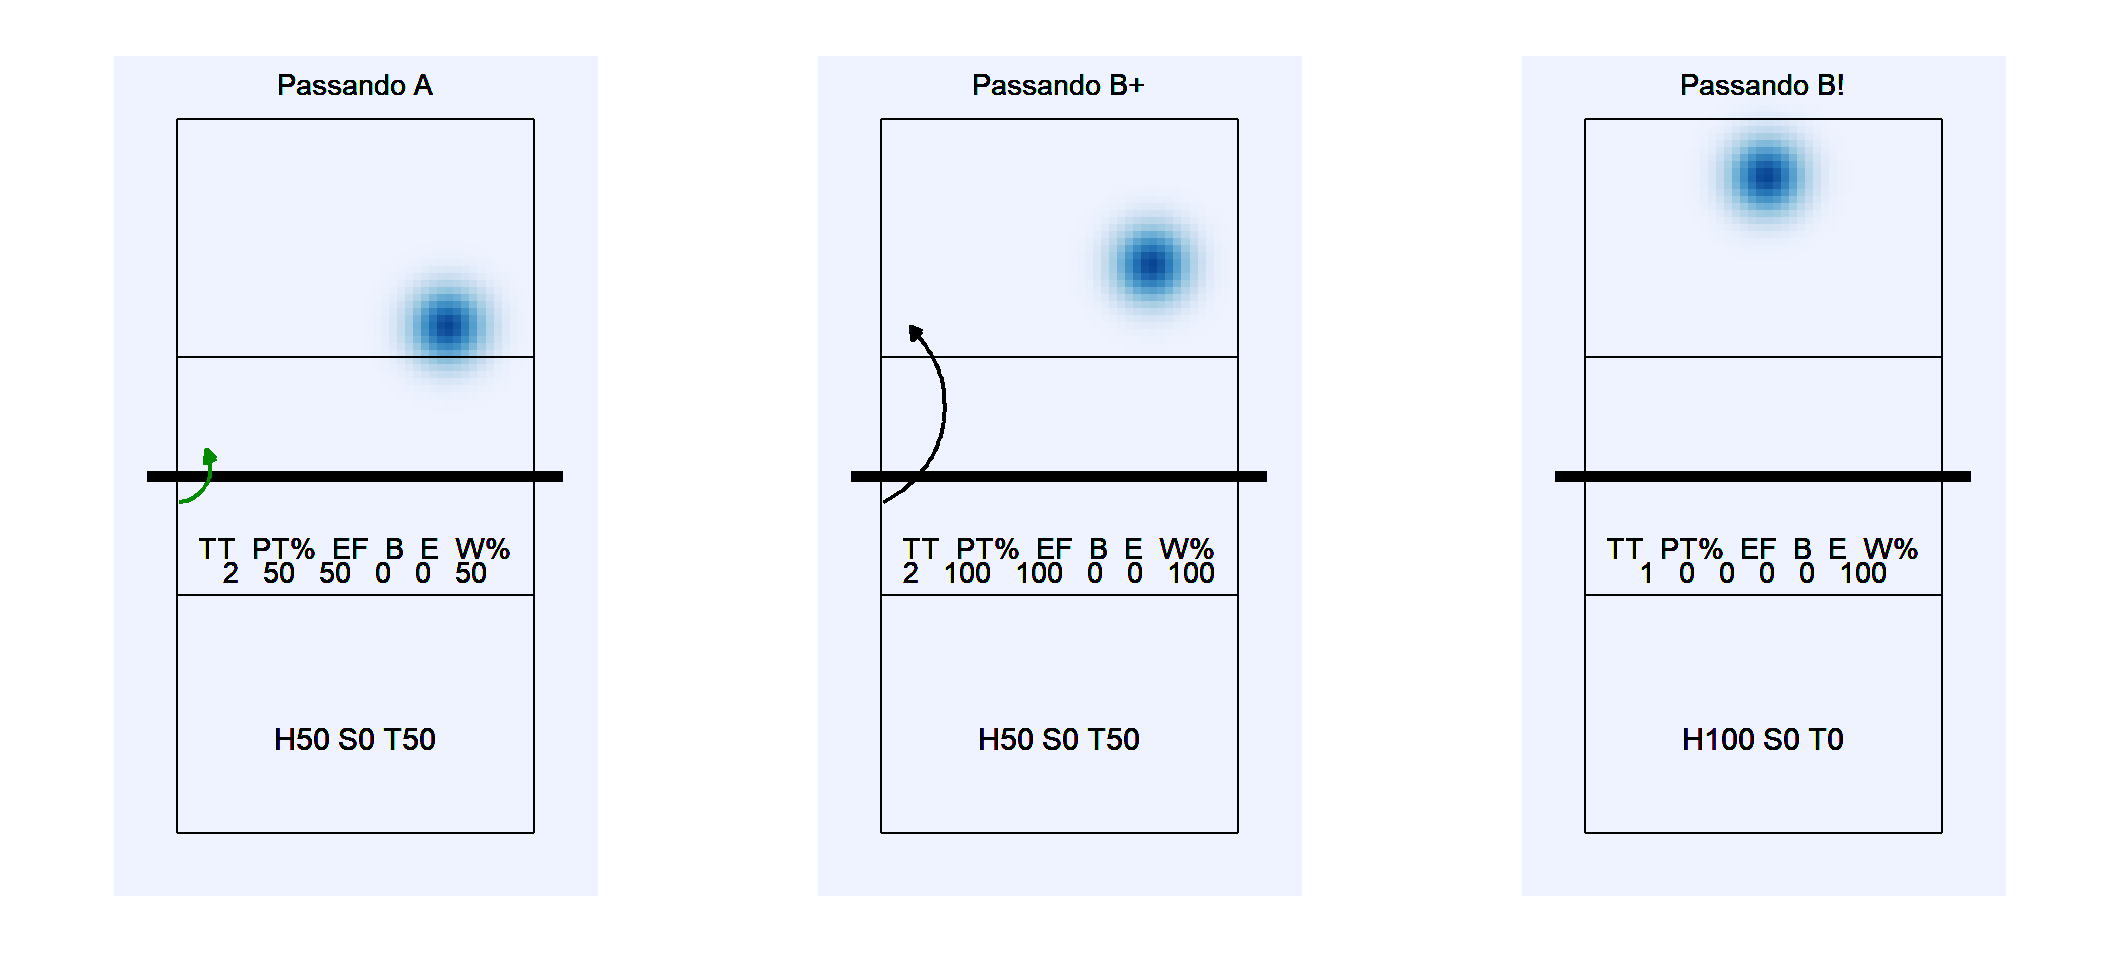 Passando A
TT PT% EF B E W%
2 50 50 0 0 50
H50 S0 T50
Passando B+
TT PT% EF B E W%
2 100 100 0 0 100
H50 S0 T50
Passando B!
TT PT% EF B E W%
1 0 0 0 0 100
H100 S0 T0